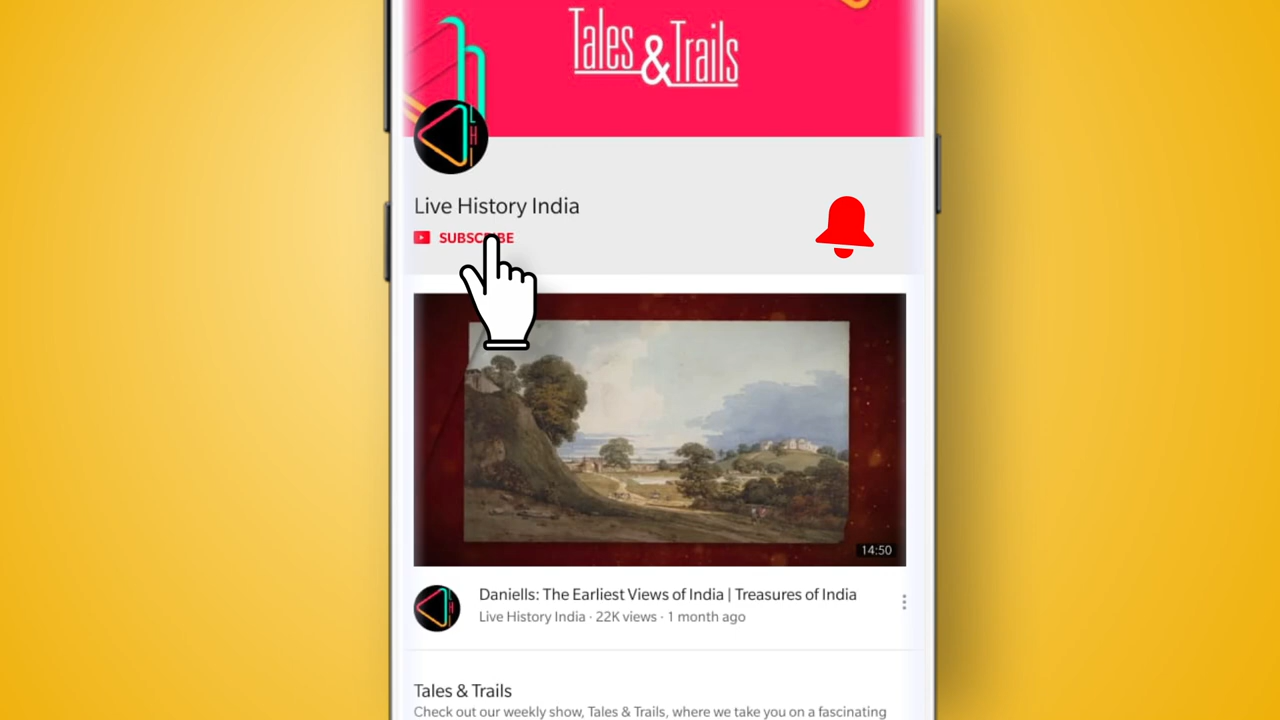 Tales & Trails
LHI
Live History India
SUBSCRIBE
14:50
Daniells: The Earliest Views of India | Treasures of India
Live History India · 22K views · 1 month ago
LHI
Tales & Trails
Check out our weekly show, Tales & Trails, where we take you on a fascinating